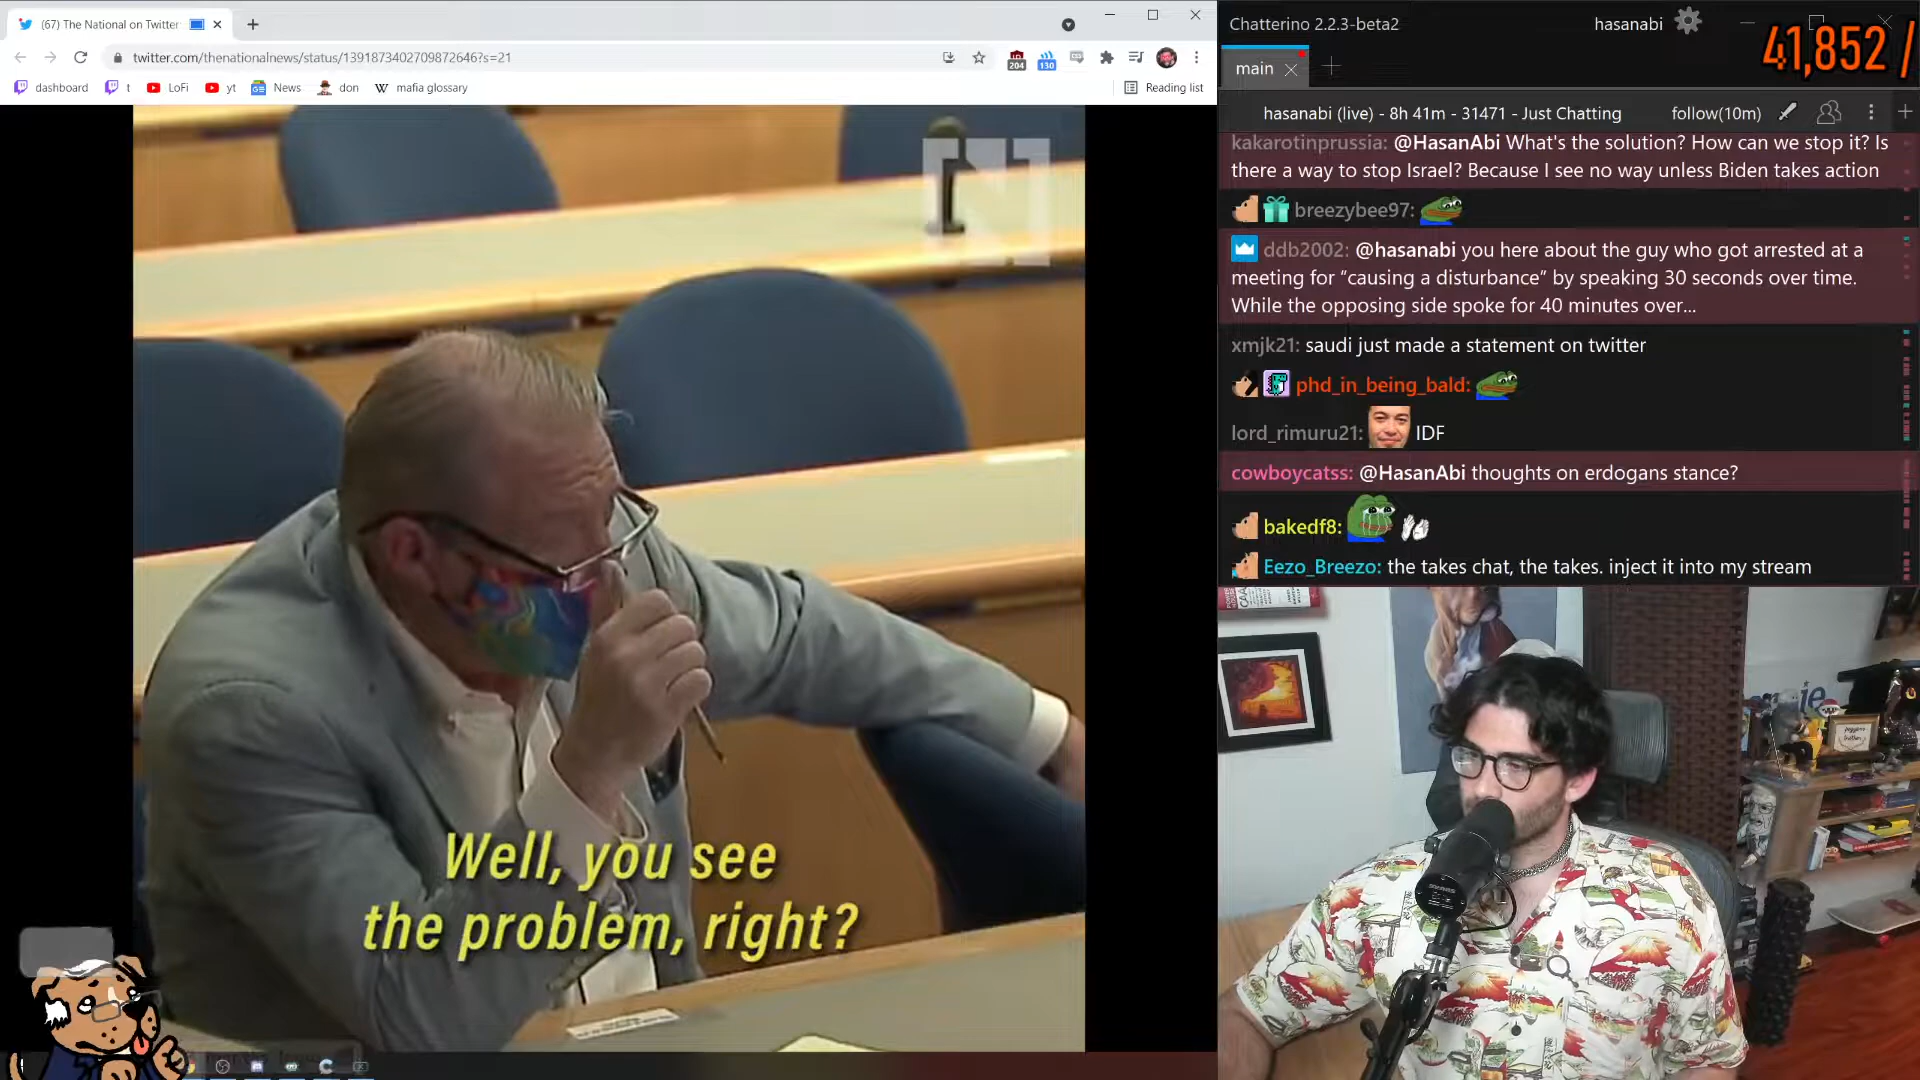 (67) The National on Twitter
twitter.com/thenationalnews/status/1391873402709872646?s=21
204
130
dashboard
t
LoFi
yt
News
don
mafia glossary
Reading list
N
Well, you see
the problem, right?
Chatterino 2.2.3-beta2
hasanabi
41,852 /
main
hasanabi (live) - 8h 41m - 31471 - Just Chatting
follow(10m)
kakarotinprussia: @HasanAbi What's the solution? How can we stop it? Is
there a way to stop Israel? Because I see no way unless Biden takes action
breezybee97:
ddb2002: @hasanabi you here about the guy who got arrested at a
meeting for “causing a disturbance” by speaking 30 seconds over time.
While the opposing side spoke for 40 minutes over...
xmjk21: saudi just made a statement on twitter
phd_in_being_bald:
lord_rimuru21: IDF
cowboycatss: @HasanAbi thoughts on erdogans stance?
bakedf8:
Eezo_Breezo: the takes chat, the takes. inject it into my stream